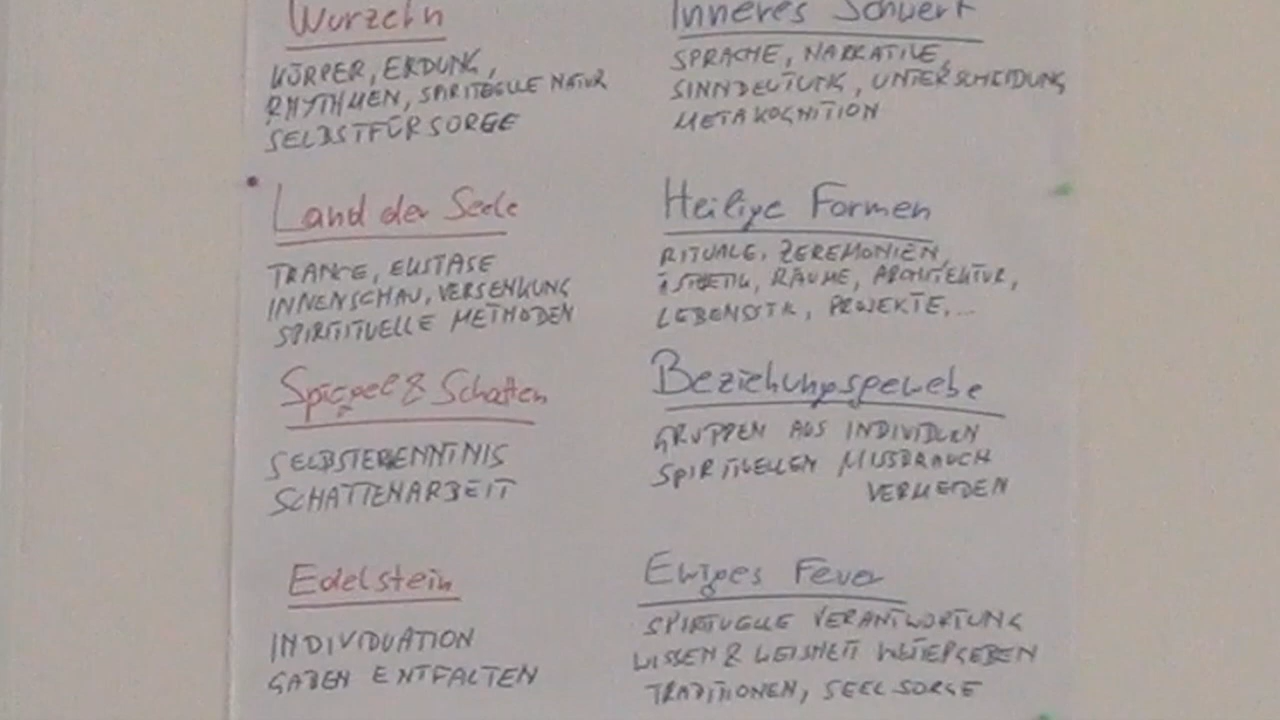 Wurzeln
KÖRPER, ERDUNG,
RHYTHMEN, SPIRITUELLE NATUR
SELBSTFÜRSORGE
Land der Seele
TRANCE, EKSTASE
INNENSCHAU, VERSENKUNG
SPIRITITUELLE METHODEN
Spiegel & Schatten
SELBSTERKENNTNIS
SCHATTENARBEIT
Edelstein
INDIVIDUATION
GABEN ENTFALTEN
Inneres Schwert
SPRACHE, NARRATIVE,
SINNDEUTUNG, UNTERSCHEIDUNG
METAKOGNITION
Heilige Formen
RITUALE, ZEREMONIEN,
ÄSTHETIK, RÄUME, ARCHITEKTUR,
PROJEKTE,...
Beziehungsgewebe
GRUPPEN AUS INDIVIDUEN
SPIRITUELLEN MISSBRAUCH
VERMEIDEN
Ewiges Feuer
SPIRITUELLE VERANTWORTUNG
WISSEN & WEISHEIT WEITERGEBEN
TRADITIONEN, SEELSORGE